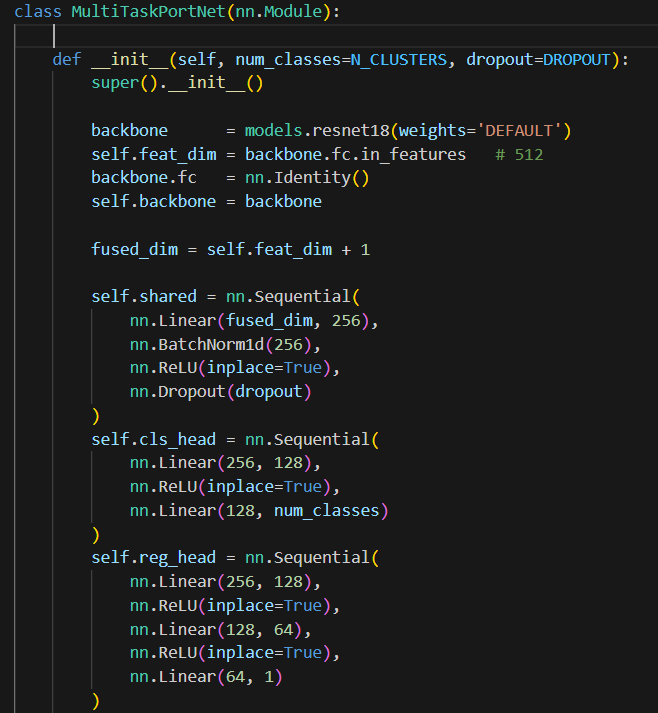 class MultiTaskPortNet(nn.Module):
    def __init__(self, num_classes=N_CLUSTERS, dropout=DROPOUT):
        super().__init__()
        backbone      = models.resnet18(weights='DEFAULT')
        self.feat_dim = backbone.fc.in_features   # 512
        backbone.fc   = nn.Identity()
        self.backbone = backbone
        fused_dim = self.feat_dim + 1
        self.shared = nn.Sequential(
            nn.Linear(fused_dim, 256),
            nn.BatchNorm1d(256),
            nn.ReLU(inplace=True),
            nn.Dropout(dropout)
        )
        self.cls_head = nn.Sequential(
            nn.Linear(256, 128),
            nn.ReLU(inplace=True),
            nn.Linear(128, num_classes)
        )
        self.reg_head = nn.Sequential(
            nn.Linear(256, 128),
            nn.ReLU(inplace=True),
            nn.Linear(128, 64),
            nn.ReLU(inplace=True),
            nn.Linear(64, 1)
        )